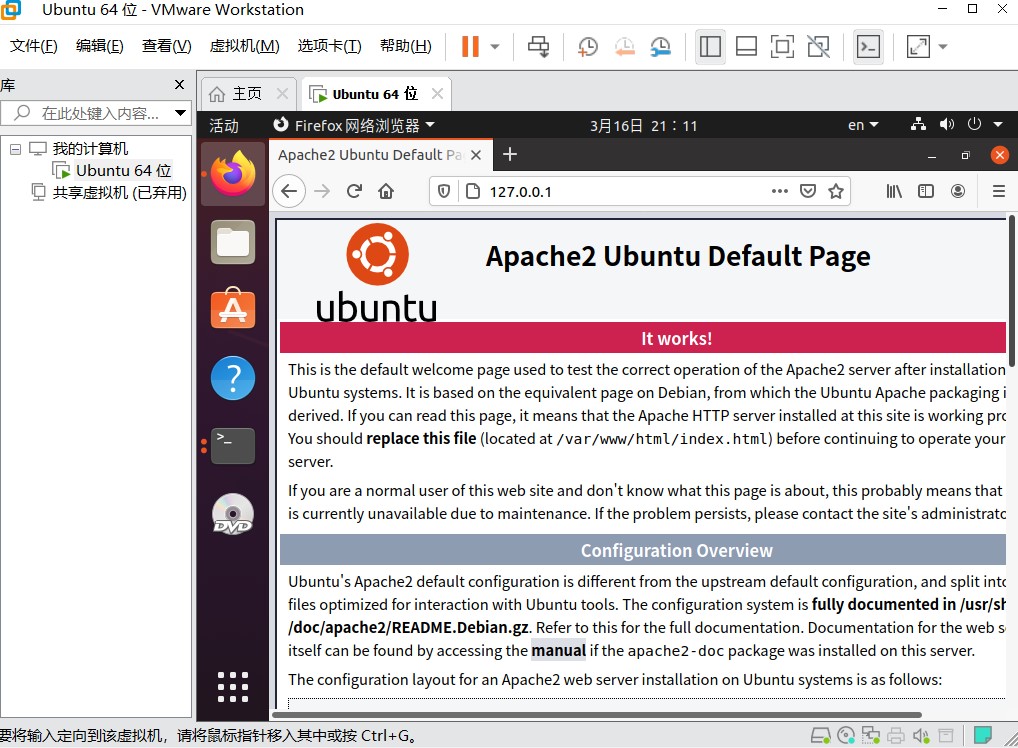 Ubuntu 64 位 - VMware Workstation
文件(F) 编辑(E) 查看(V) 虚拟机(M) 选项卡(T) 帮助(H)
库
主页
Ubuntu 64 位
在此处键入内容...
活动
Firefox 网络浏览器
3月16日 21：11
en
我的计算机
Ubuntu 64 位
共享虚拟机 (已弃用)
Apache2 Ubuntu Default Pa
127.0.0.1
ubuntu
Apache2 Ubuntu Default Page
It works!
This is the default welcome page used to test the correct operation of the Apache2 server after installation
Ubuntu systems. It is based on the equivalent page on Debian, from which the Ubuntu Apache packaging i
derived. If you can read this page, it means that the Apache HTTP server installed at this site is working pro
You should replace this file (located at /var/www/html/index.html) before continuing to operate your
server.
If you are a normal user of this web site and don't know what this page is about, this probably means that
is currently unavailable due to maintenance. If the problem persists, please contact the site's administrato
Configuration Overview
Ubuntu's Apache2 default configuration is different from the upstream default configuration, and split into
files optimized for interaction with Ubuntu tools. The configuration system is fully documented in /usr/sh
/doc/apache2/README.Debian.gz. Refer to this for the full documentation. Documentation for the web s
itself can be found by accessing the manual if the apache2-doc package was installed on this server.
The configuration layout for an Apache2 web server installation on Ubuntu systems is as follows:
DVD
要将输入定向到该虚拟机，请将鼠标指针移入其中或按 Ctrl+G。